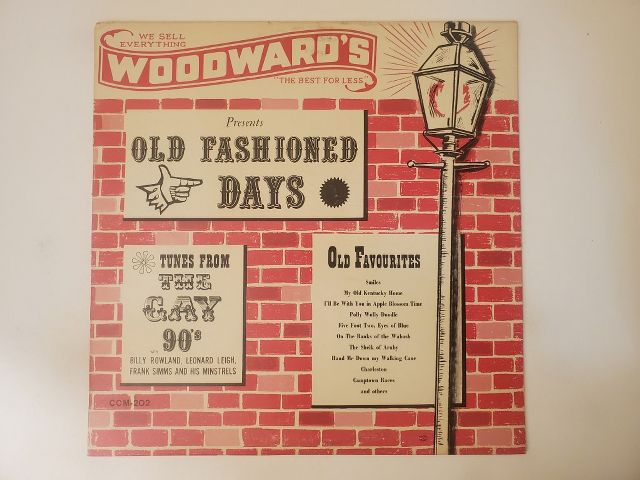 WE SELL
EVERYTHING
WOODWARD'S
"THE BEST FOR LESS"
Presents
OLD FASHIONED
DAYS
TUNES FROM
THE
GAY
90's
BILLY ROWLAND, LEONARD LEIGH,
FRANK SIMMS AND HIS MINSTRELS
OLD FAVOURITES
Smiles
My Old Kentucky Home
I'll Be With You in Apple Blossom Time
Polly Wolly Doodle
Five Foot Two, Eyes of Blue
On The Banks of the Wabash
The Sheik of Araby
Hand Me Down my Walking Cane
Charleston
Camptown Races
and others
CCM-202